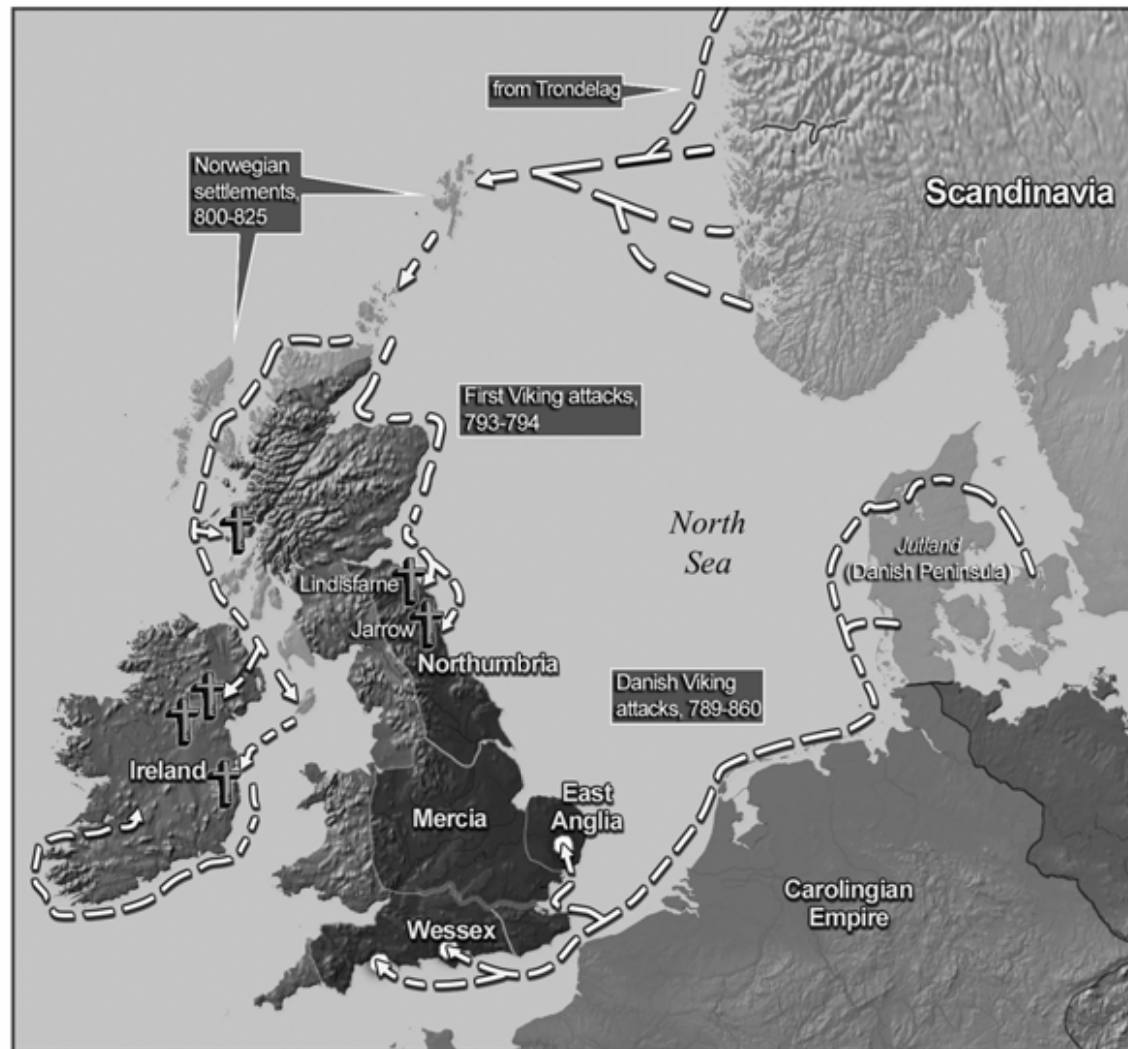 from Trondelag
Norwegian
settlements,
800-825
Scandinavia
First Viking attacks,
793-794
North
Sea
Jutland
(Danish Peninsula)
Lindisfarne
Jarrow
Northumbria
Danish Viking
attacks, 789-860
Ireland
Mercia
East
Anglia
Carolingian
Empire
Wessex